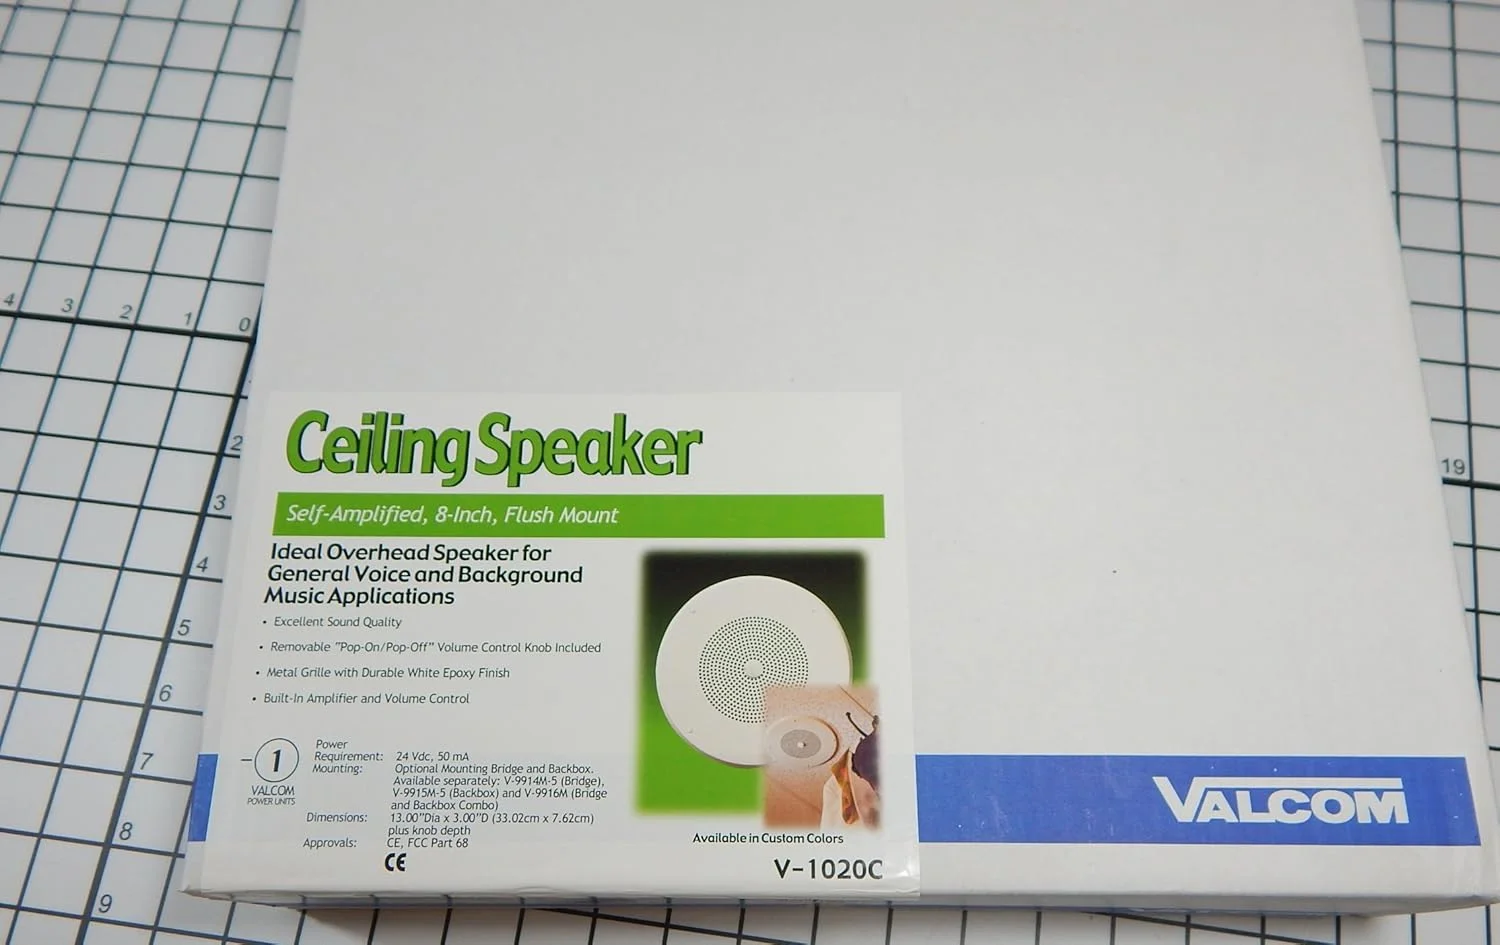 4 3 2 1 0
Ceiling Speaker
2
19
Self-Amplified, 8-Inch, Flush Mount
3
Ideal Overhead Speaker for
General Voice and Background
Music Applications
4
• Excellent Sound Quality
5
• Removable "Pop-On/Pop-Off" Volume Control Knob Included
• Metal Grille with Durable White Epoxy Finish
6
• Built-In Amplifier and Volume Control
7
–1
VALCOM
POWER UNITS
Power
Requirement: 24 Vdc, 50 mA
Mounting: Optional Mounting Bridge and Backbox.
Available separately: V-9914M-5 (Bridge),
V-9915M-5 (Backbox) and V-9916M (Bridge
and Backbox Combo)
Dimensions: 13.00"Dia x 3.00"D (33.02cm x 7.62cm)
plus knob depth
Approvals: CE, FCC Part 68
CE
8
Available in Custom Colors
V-1020C
VALCOM
9